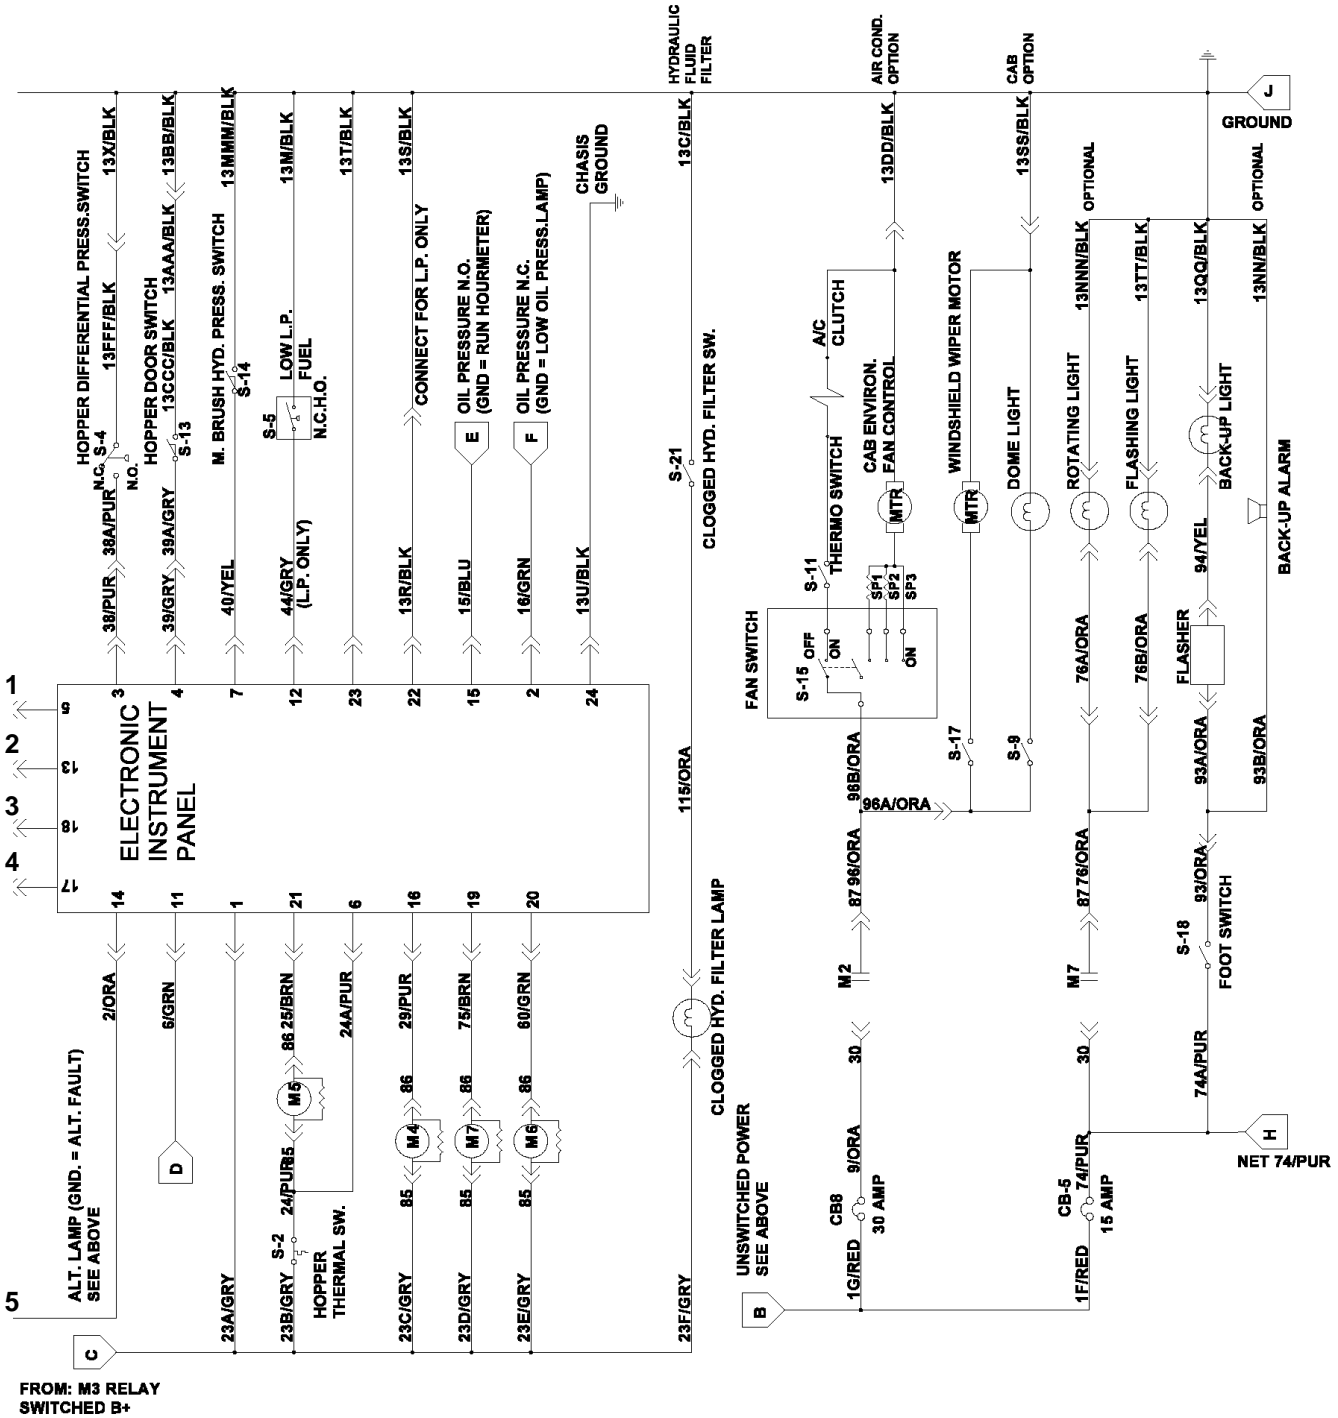 HYDRAULIC
FLUID
FILTER
AIR COND.
OPTION
CAB
OPTION
J
GROUND
13X/BLK
13BB/BLK
13MMM/BLK
13M/BLK
13T/BLK
13S/BLK
13C/BLK
13DD/BLK
13SS/BLK
OPTIONAL
OPTIONAL
CHASIS
GROUND
HOPPER DIFFERENTIAL PRESS.SWITCH
13FFF/BLK
S-4
N.C.
N.O.
HOPPER DOOR SWITCH
13CCC/BLK
13AAA/BLK
S-13
M. BRUSH HYD. PRESS. SWITCH
S-14
LOW L.P.
FUEL
S-5
N.C.H.O.
CONNECT FOR L.P. ONLY
OIL PRESSURE N.O.
(GND = RUN HOURMETER)
E
OIL PRESSURE N.C.
(GND = LOW OIL PRESS.LAMP)
F
S-21
CLOGGED HYD. FILTER SW.
A/C
CLUTCH
THERMO SWITCH
S-11
CAB ENVIRON.
FAN CONTROL
MTR
WINDSHIELD WIPER MOTOR
MTR
DOME LIGHT
13NNN/BLK
13TT/BLK
13QQ/BLK
13NN/BLK
ROTATING LIGHT
FLASHING LIGHT
BACK-UP LIGHT
BACK-UP ALARM
38/PUR
38A/PUR
39/GRY
39A/GRY
40/YEL
44/GRY
(L.P. ONLY)
13R/BLK
15/BLU
16/GRN
13U/BLK
SP1
SP2
SP3
FAN SWITCH
S-15
OFF
ON
ON
94/YEL
FLASHER
76A/ORA
76B/ORA
93A/ORA
93B/ORA
1
2
3
4
5
13
18
17
3
4
7
12
23
22
15
2
24
ELECTRONIC
INSTRUMENT
PANEL
14
11
1
21
6
16
19
20
115/ORA
96B/ORA
96A/ORA
S-17
S-9
87
96/ORA
87
76/ORA
93/ORA
S-18
FOOT SWITCH
M2
M7
2/ORA
6/GRN
86
25/BRN
24A/PUR
29/PUR
75/BRN
60/GRN
CLOGGED HYD. FILTER LAMP
30
30
74A/PUR
M5
86
86
86
M4
M7
M6
D
85
24/PUR
85
85
85
H
NET 74/PUR
ALT. LAMP (GND. = ALT. FAULT)
SEE ABOVE
S-2
HOPPER
THERMAL SW.
UNSWITCHED POWER
SEE ABOVE
9/ORA
CB8
30 AMP
74/PUR
CB-5
15 AMP
1G/RED
1F/RED
B
5
23A/GRY
23B/GRY
23C/GRY
23D/GRY
23E/GRY
23F/GRY
C
FROM: M3 RELAY
SWITCHED B+